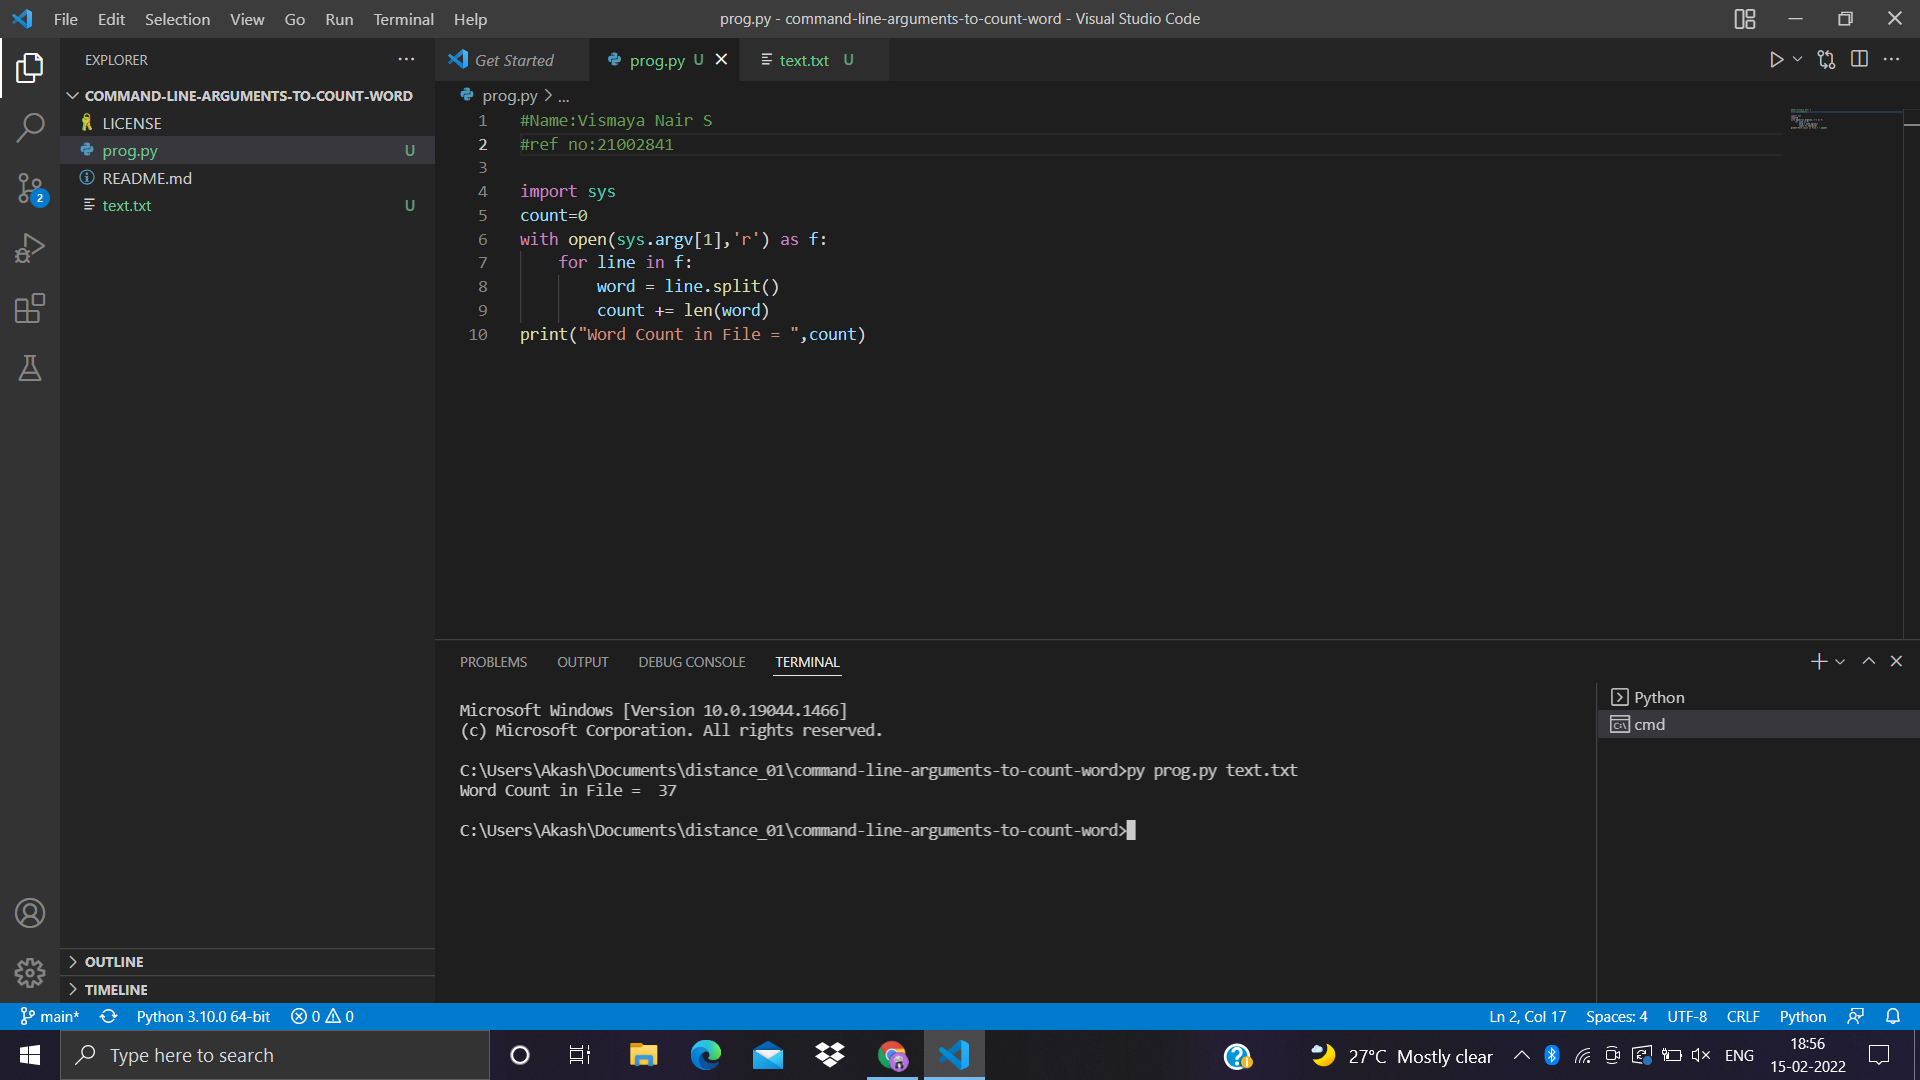 File Edit Selection View Go Run Terminal Help
prog.py - command-line-arguments-to-count-word - Visual Studio Code
EXPLORER
COMMAND-LINE-ARGUMENTS-TO-COUNT-WORD
LICENSE
prog.py U
README.md
text.txt U
2
OUTLINE
TIMELINE
Get Started
prog.py U
text.txt U
prog.py > ...
1 #Name:Vismaya Nair S
2 #ref no:21002841
3
4 import sys
5 count=0
6 with open(sys.argv[1],'r') as f:
7 for line in f:
8 word = line.split()
9 count += len(word)
10 print("Word Count in File = ",count)
PROBLEMS OUTPUT DEBUG CONSOLE TERMINAL
Microsoft Windows [Version 10.0.19044.1466]
(c) Microsoft Corporation. All rights reserved.
C:\Users\Akash\Documents\distance_01\command-line-arguments-to-count-word>py prog.py text.txt
Word Count in File =  37
C:\Users\Akash\Documents\distance_01\command-line-arguments-to-count-word>
Python
cmd
main* Python 3.10.0 64-bit 0 0
Ln 2, Col 17 Spaces: 4 UTF-8 CRLF Python
Type here to search
27°C Mostly clear
ENG
18:56
15-02-2022